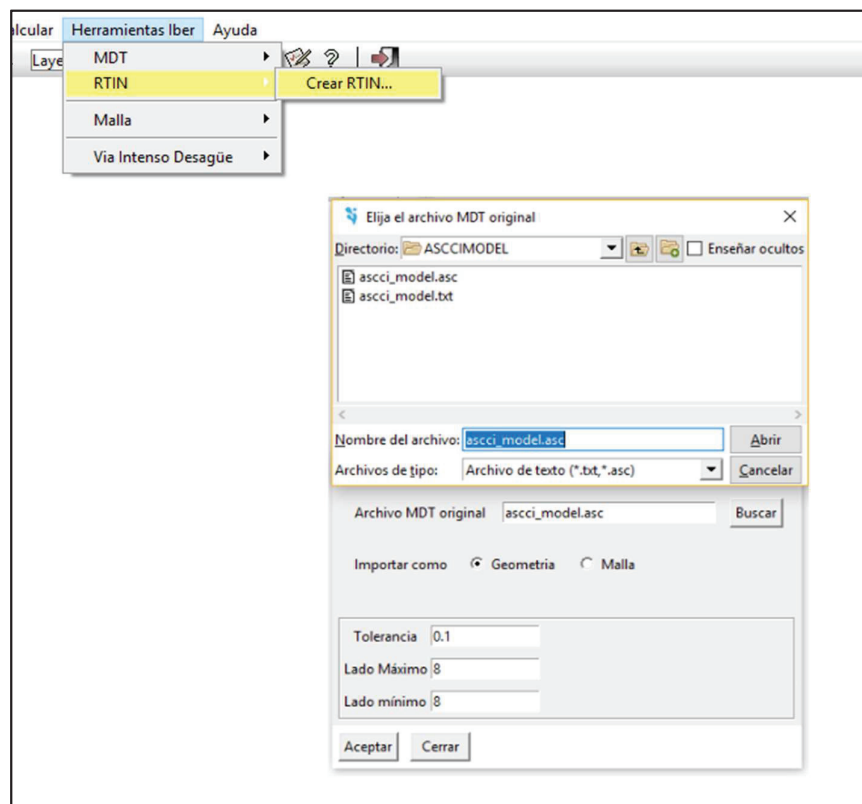 lcular Herramientas Iber Ayuda
Laye
MDT
RTIN
Crear RTIN...
Malla
Via Intenso Desagüe
Elija el archivo MDT original
Directorio: ASCCIMODEL Enseñar ocultos
ascci_model.asc
ascci_model.txt
Nombre del archivo: ascci_model.asc Abrir
Archivos de tipo: Archivo de texto (*.txt,*.asc) Cancelar
Archivo MDT original ascci_model.asc Buscar
Importar como Geometria Malla
Tolerancia 0.1
Lado Máximo 8
Lado mínimo 8
Aceptar Cerrar